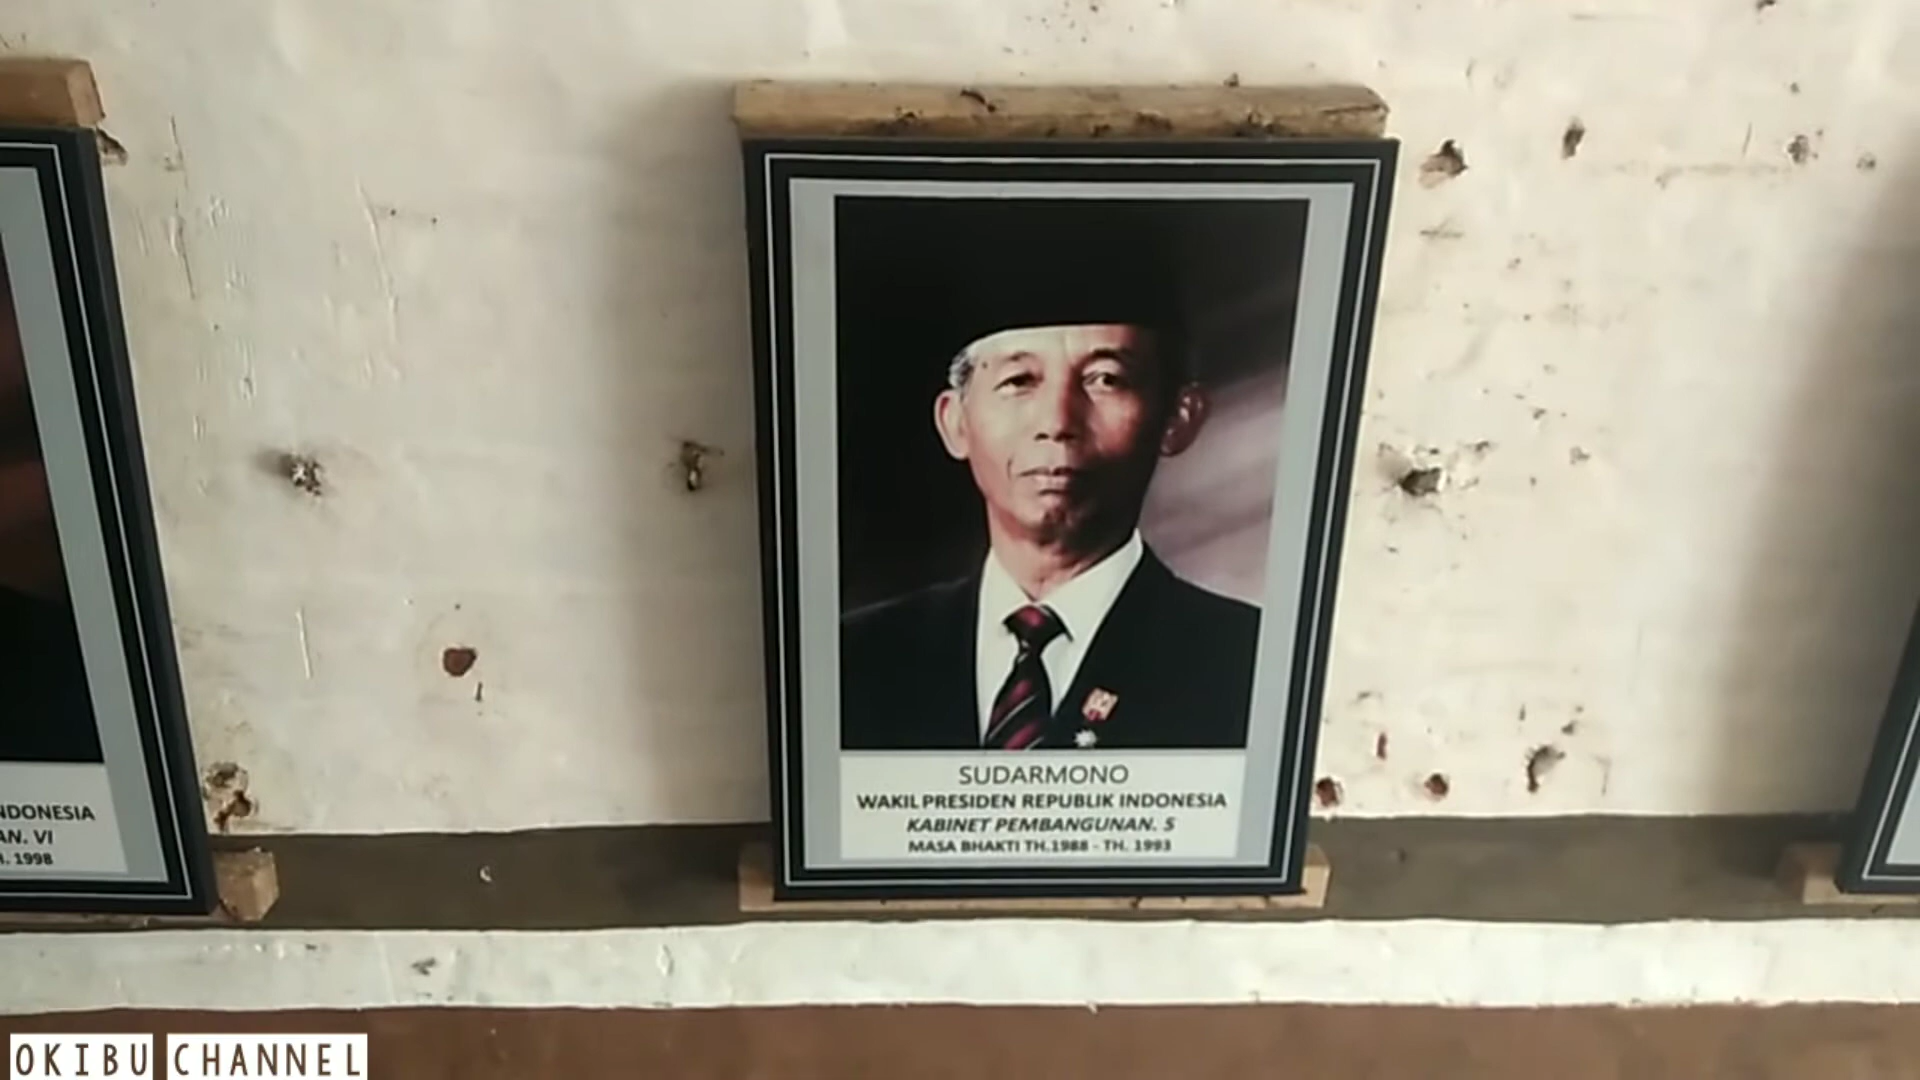 NDONESIA
AN. VI
H. 1998
SUDARMONO
WAKIL PRESIDEN REPUBLIK INDONESIA
KABINET PEMBANGUNAN. 5
MASA BHAKTI TH.1988 - TH. 1993
OKIBU CHANNEL